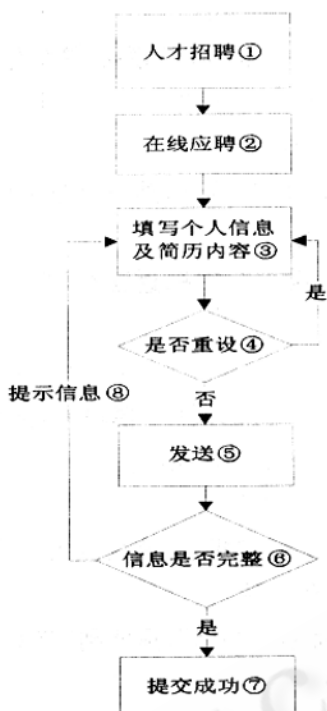 人才招聘①
在线应聘②
填写个人信息
及简历内容③
是
是否重设④
提示信息⑧
否
发送⑤
信息是否完整⑥
是
提交成功⑦